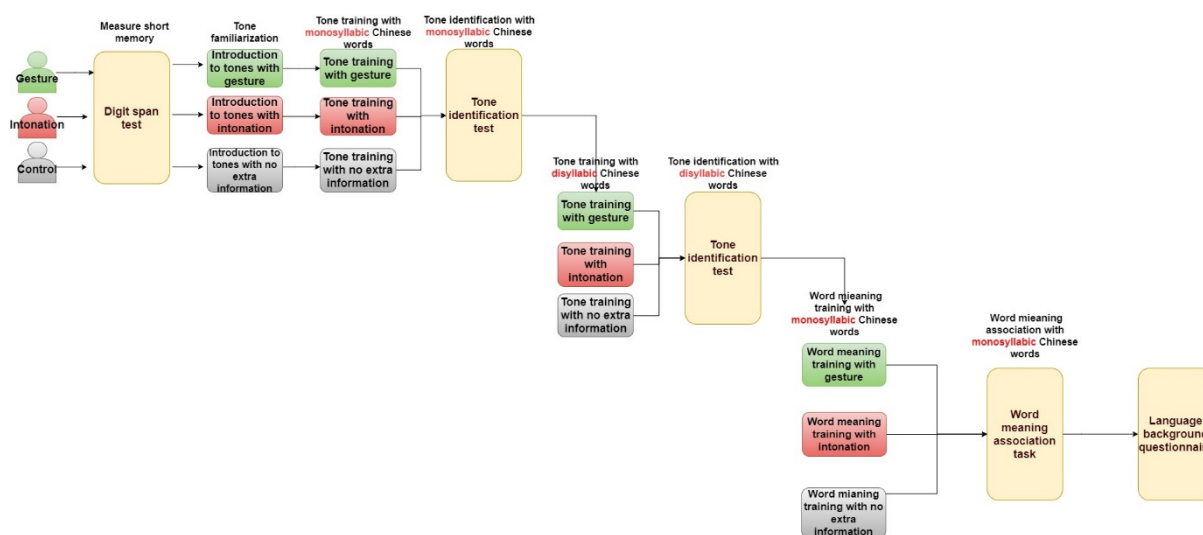 Measure short
memory
Tone
familiarization
Tone training with
monosyllabic Chinese
words
Tone identification with
monosyllabic Chinese
words
Gesture
Intonation
Control
Digit span
test
Introduction
to tones with
gesture
Introduction
to tones with
intonation
Introduction to
tones with no
extra
information
Tone training
with gesture
Tone training
with
intonation
Tone training
with no extra
information
Tone
identification
test
Tone training with
disyllabic Chinese
words
Tone identification with
disyllabic Chinese
words
Tone training
with gesture
Tone training
with
intonation
Tone training
with no extra
information
Tone
identification
test
Word mieaning
training with
monosyllabic Chinese
words
Word mieaning
association with
monosyllabic Chinese
words
Word meaning
training with
gesture
Word meaning
training with
intonation
Word mianing
training with no
extra
information
Word
meaning
association
task
Language
background
questionnair